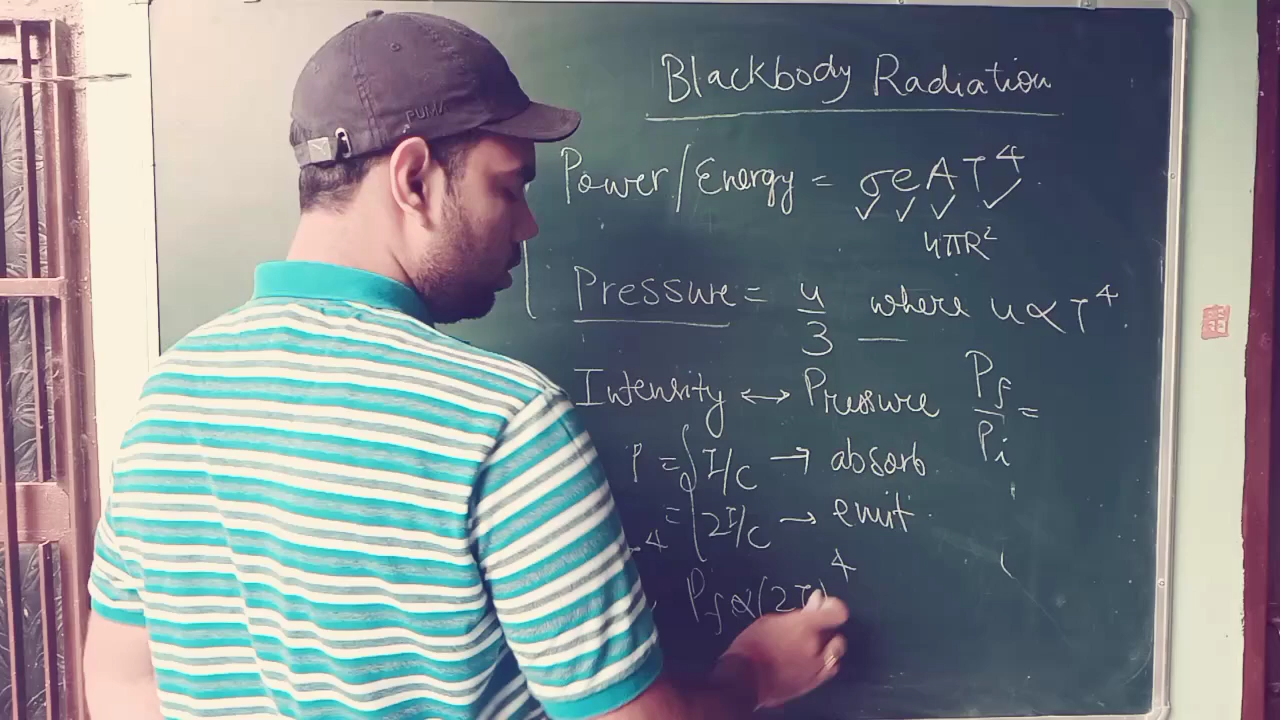 PUMA
Blackbody Radiation
Power/Energy = σeAT⁴
4πR²
Pressure = u/3 where u∝T⁴
Intensity ↔ Pressure Pf/Pi =
P = I/c → absorb
= 2I/c → emit
4
Pf ∝ (2T)⁴